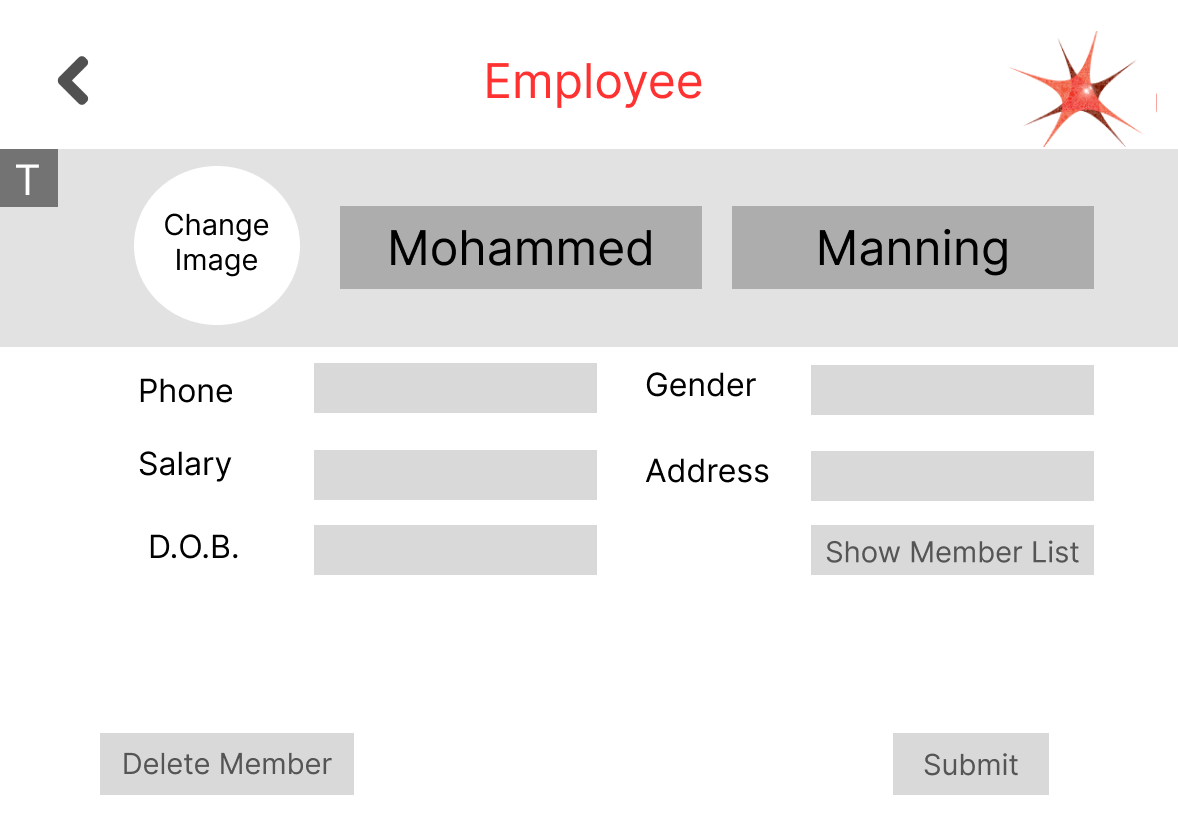 Employee
T
Change
Image
Mohammed
Manning
Phone
Gender
Salary
Address
D.O.B.
Show Member List
Delete Member
Submit